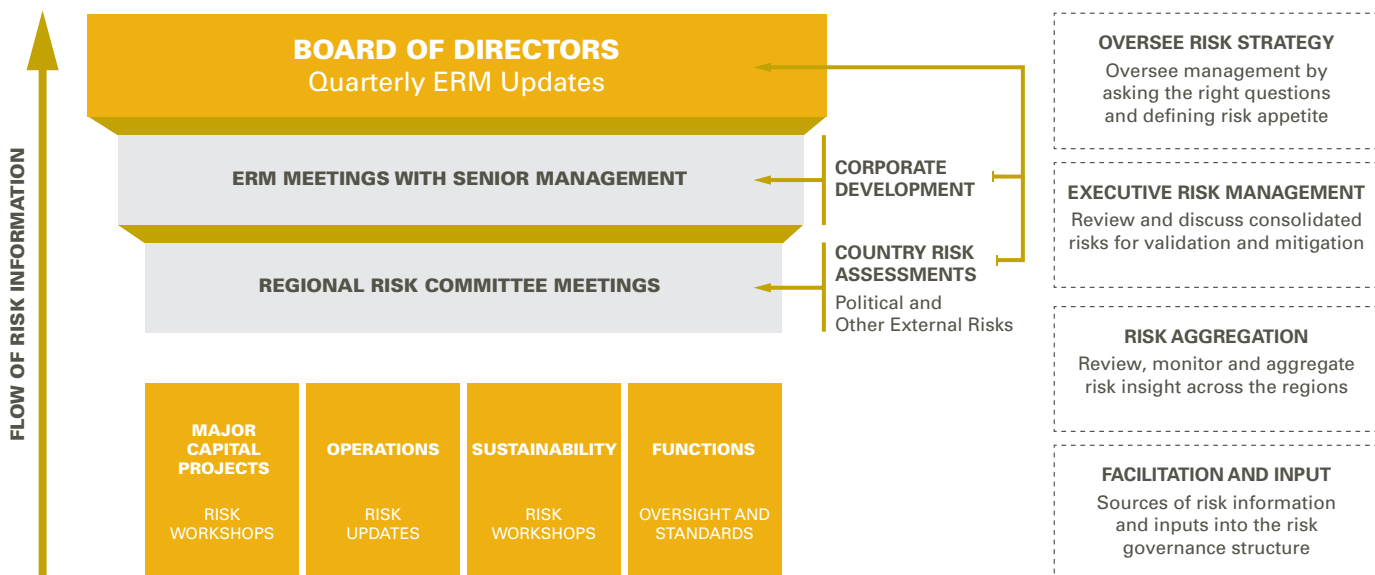 FLOW OF RISK INFORMATION
BOARD OF DIRECTORS
Quarterly ERM Updates
ERM MEETINGS WITH SENIOR MANAGEMENT
REGIONAL RISK COMMITTEE MEETINGS
CORPORATE
DEVELOPMENT
COUNTRY RISK
ASSESSMENTS
Political and
Other External Risks
MAJOR
CAPITAL
PROJECTS
RISK
WORKSHOPS
OPERATIONS
RISK
UPDATES
SUSTAINABILITY
RISK
WORKSHOPS
FUNCTIONS
OVERSIGHT AND
STANDARDS
OVERSEE RISK STRATEGY
Oversee management by
asking the right questions
and defining risk appetite
EXECUTIVE RISK MANAGEMENT
Review and discuss consolidated
risks for validation and mitigation
RISK AGGREGATION
Review, monitor and aggregate
risk insight across the regions
FACILITATION AND INPUT
Sources of risk information
and inputs into the risk
governance structure